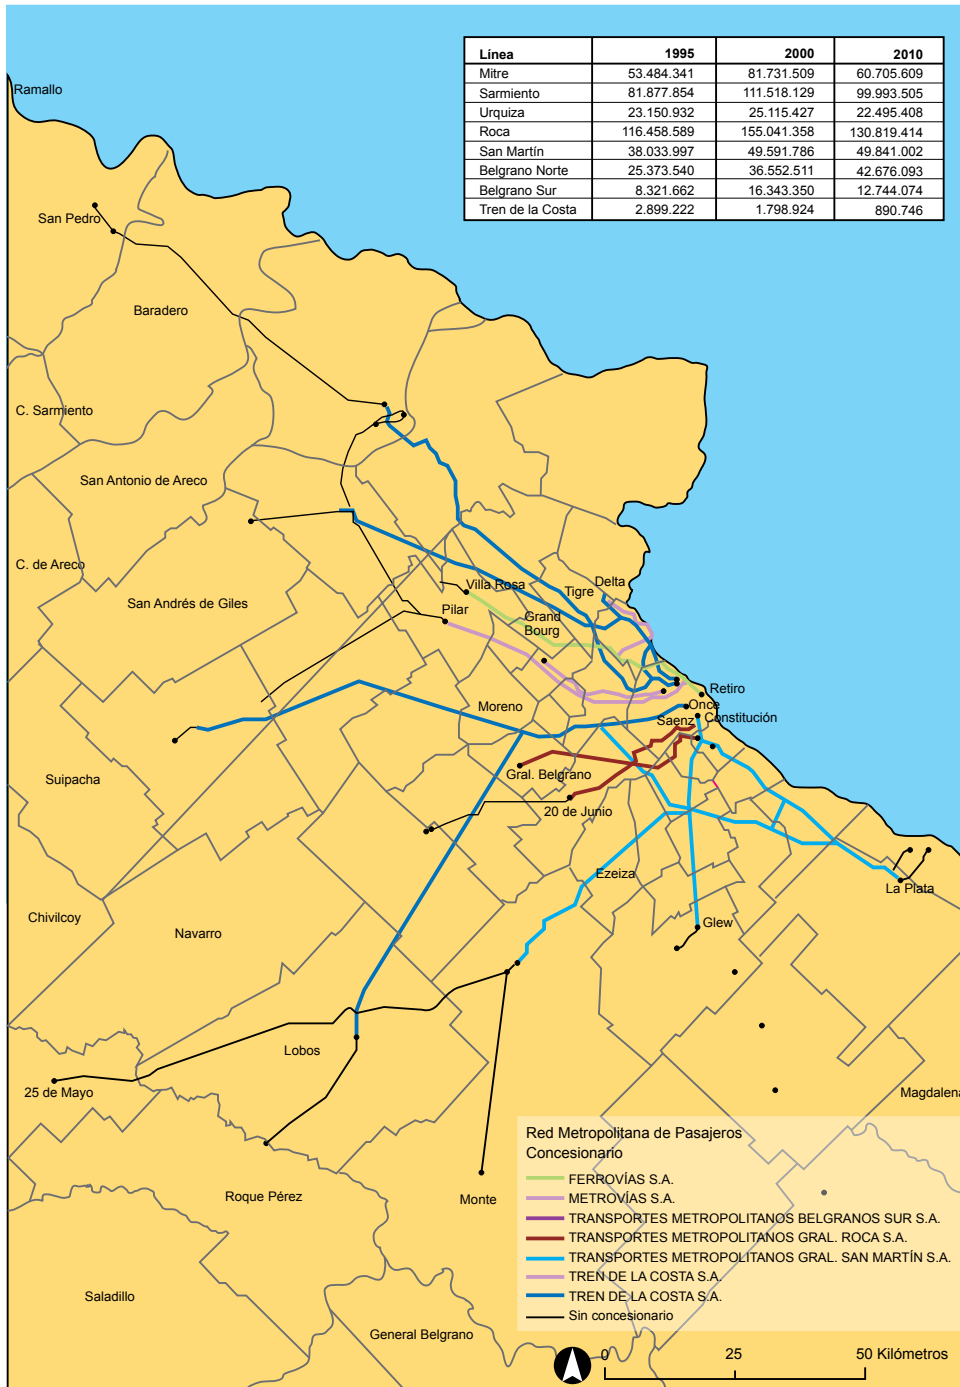 Línea 1995 2000 2010
Mitre 53.484.341 81.731.509 60.705.609
Sarmiento 81.877.854 111.518.129 99.993.505
Urquiza 23.150.932 25.115.427 22.495.408
Roca 116.458.589 155.041.358 130.819.414
San Martín 38.033.997 49.591.786 49.841.002
Belgrano Norte 25.373.540 36.552.511 42.676.093
Belgrano Sur 8.321.662 16.343.350 12.744.074
Tren de la Costa 2.899.222 1.798.924 890.746
Ramallo
San Pedro
Baradero
C. Sarmiento
San Antonio de Areco
C. de Areco
San Andrés de Giles
Villa Rosa
Tigre
Delta
Pilar
Grand
Bourg
Moreno
Retiro
Once
Constitución
Saenz
Suipacha
Gral. Belgrano
20 de Junio
Ezeiza
La Plata
Chivilcoy
Navarro
Glew
Lobos
25 de Mayo
Magdalena
Roque Pérez
Monte
Saladillo
General Belgrano
Red Metropolitana de Pasajeros
Concesionario
FERROVÍAS S.A.
METROVÍAS S.A.
TRANSPORTES METROPOLITANOS BELGRANOS SUR S.A.
TRANSPORTES METROPOLITANOS GRAL. ROCA S.A.
TRANSPORTES METROPOLITANOS GRAL. SAN MARTÍN S.A.
TREN DE LA COSTA S.A.
TREN DE LA COSTA S.A.
Sin concesionario
0 25 50 Kilómetros